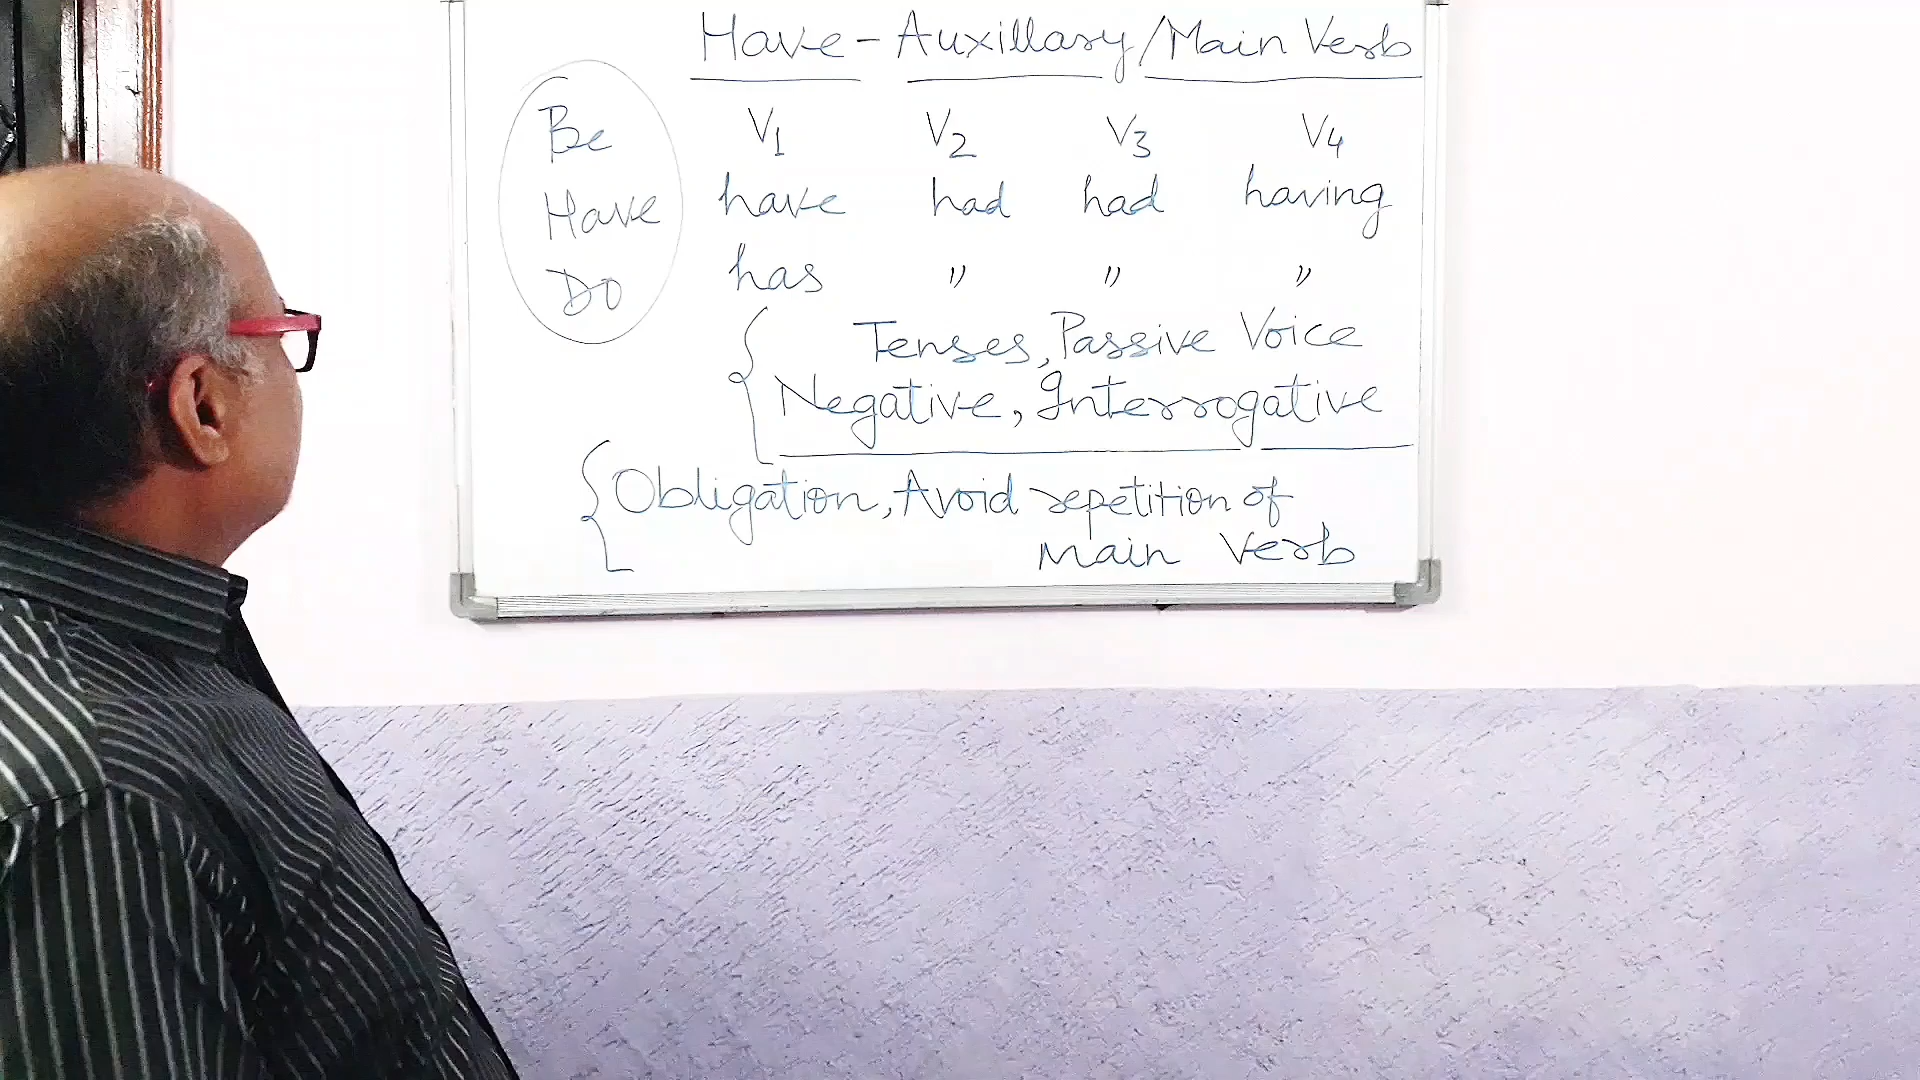 Have - Auxillary / Main Verb
Be V1 V2 V3 V4
Have have had had having
Do has " " "
Tenses, Passive Voice
Negative, Interrogative
Obligation, Avoid repetition of
Main Verb